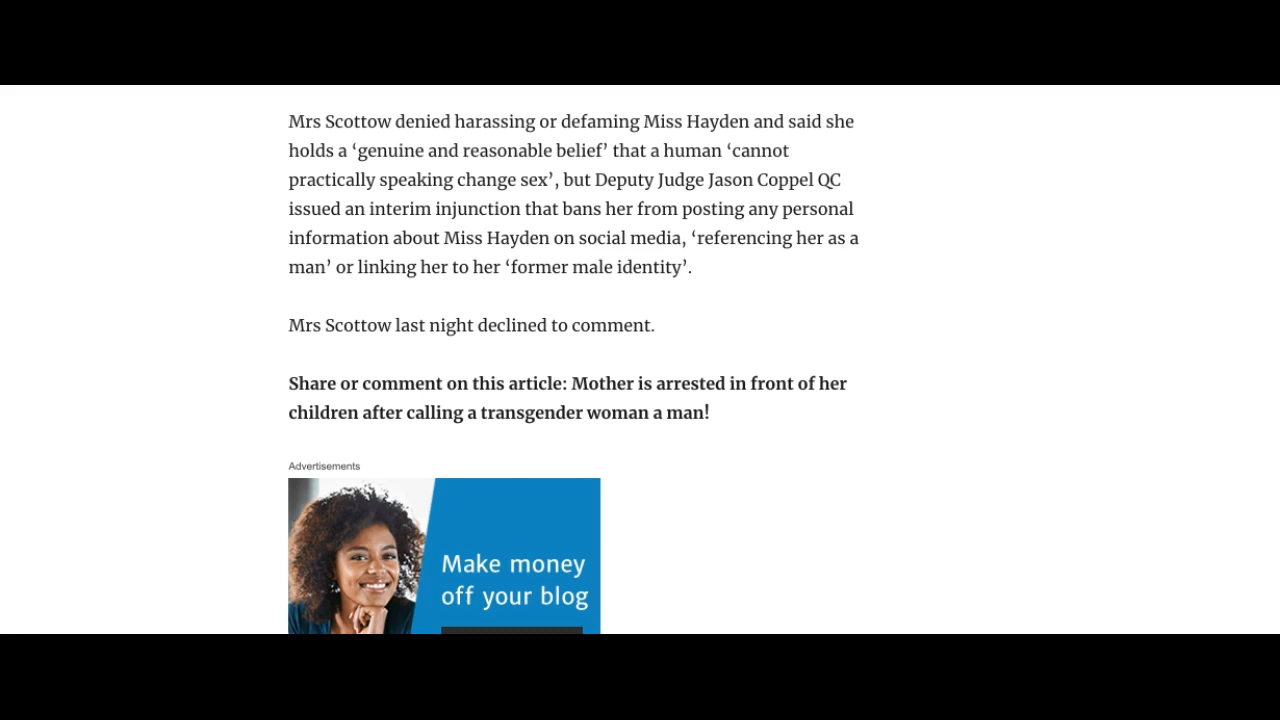 Mrs Scottow denied harassing or defaming Miss Hayden and said she
holds a ‘genuine and reasonable belief’ that a human ‘cannot
practically speaking change sex’, but Deputy Judge Jason Coppel QC
issued an interim injunction that bans her from posting any personal
information about Miss Hayden on social media, ‘referencing her as a
man’ or linking her to her ‘former male identity’.
Mrs Scottow last night declined to comment.
Share or comment on this article: Mother is arrested in front of her
children after calling a transgender woman a man!
Advertisements
Make money
off your blog